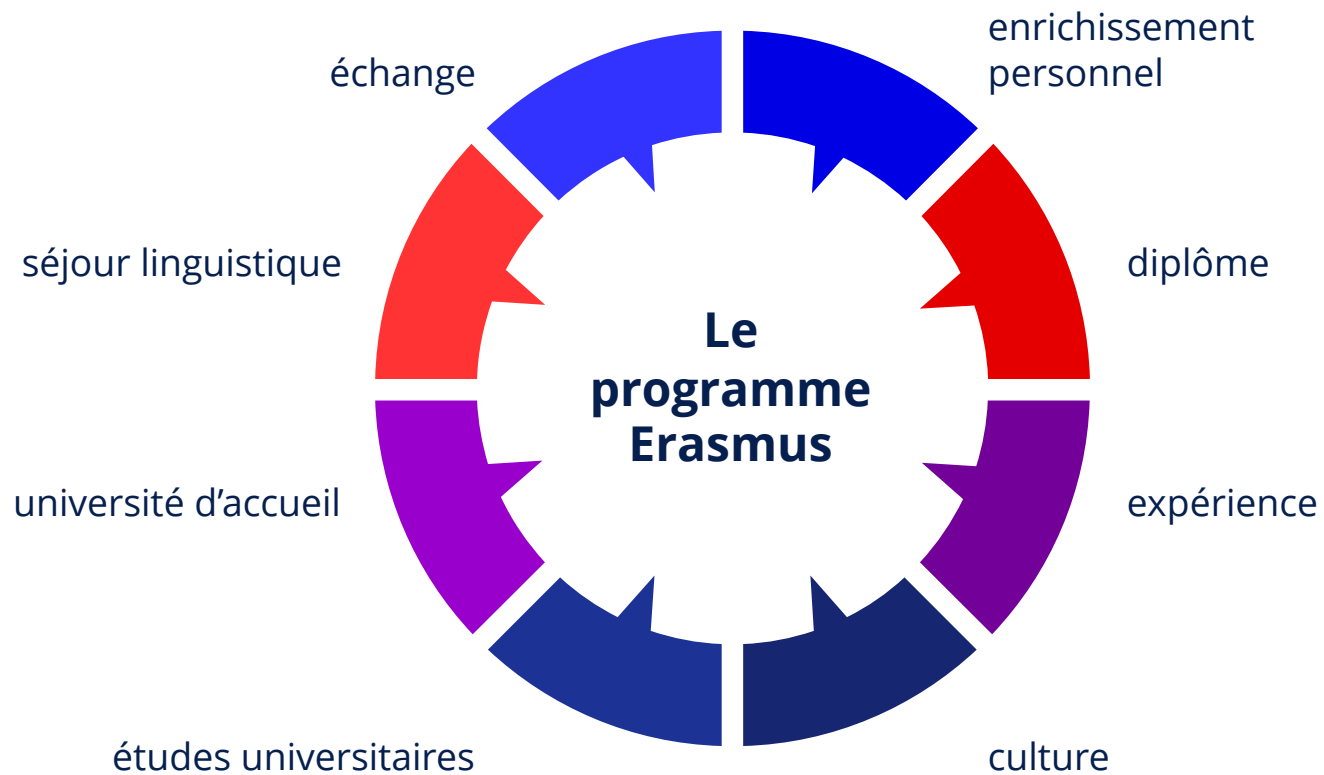 enrichissement
personnel
échange
séjour linguistique
diplôme
Le
programme
Erasmus
université d’accueil
expérience
études universitaires
culture